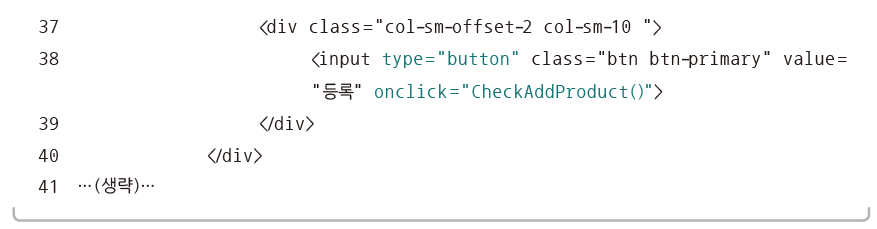 37 <div class="col-sm-offset-2 col-sm-10 ">
38 <input type="button" class="btn btn-primary" value=
"등록" onclick="CheckAddProduct()">
39 </div>
40 </div>
41 …(생략)…